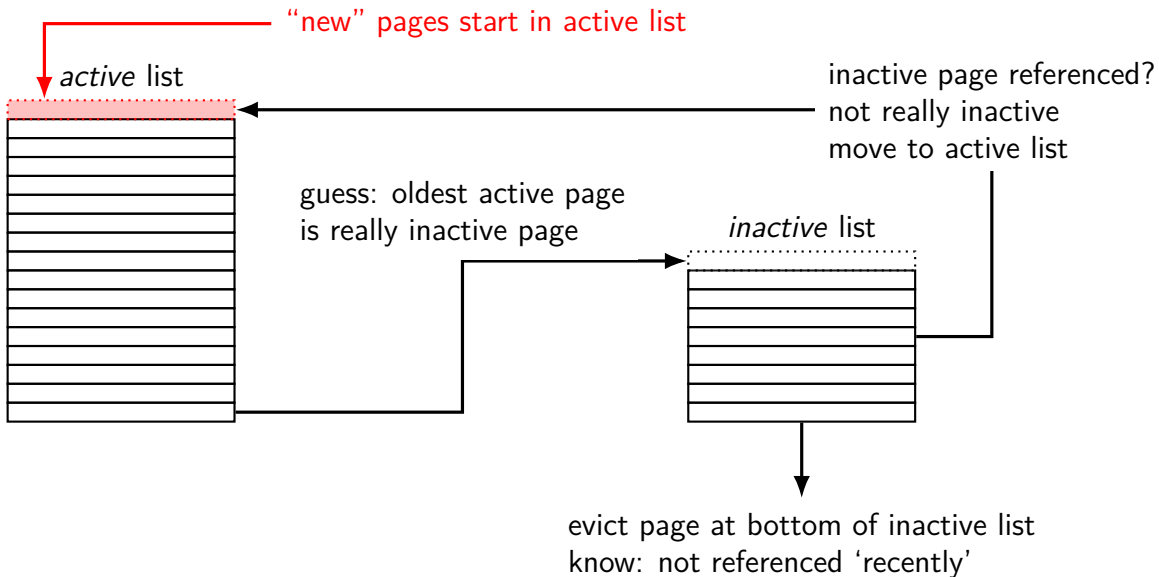 “new” pages start in active list
active list
inactive page referenced?
not really inactive
move to active list
guess: oldest active page
is really inactive page
inactive list
evict page at bottom of inactive list
know: not referenced ‘recently’